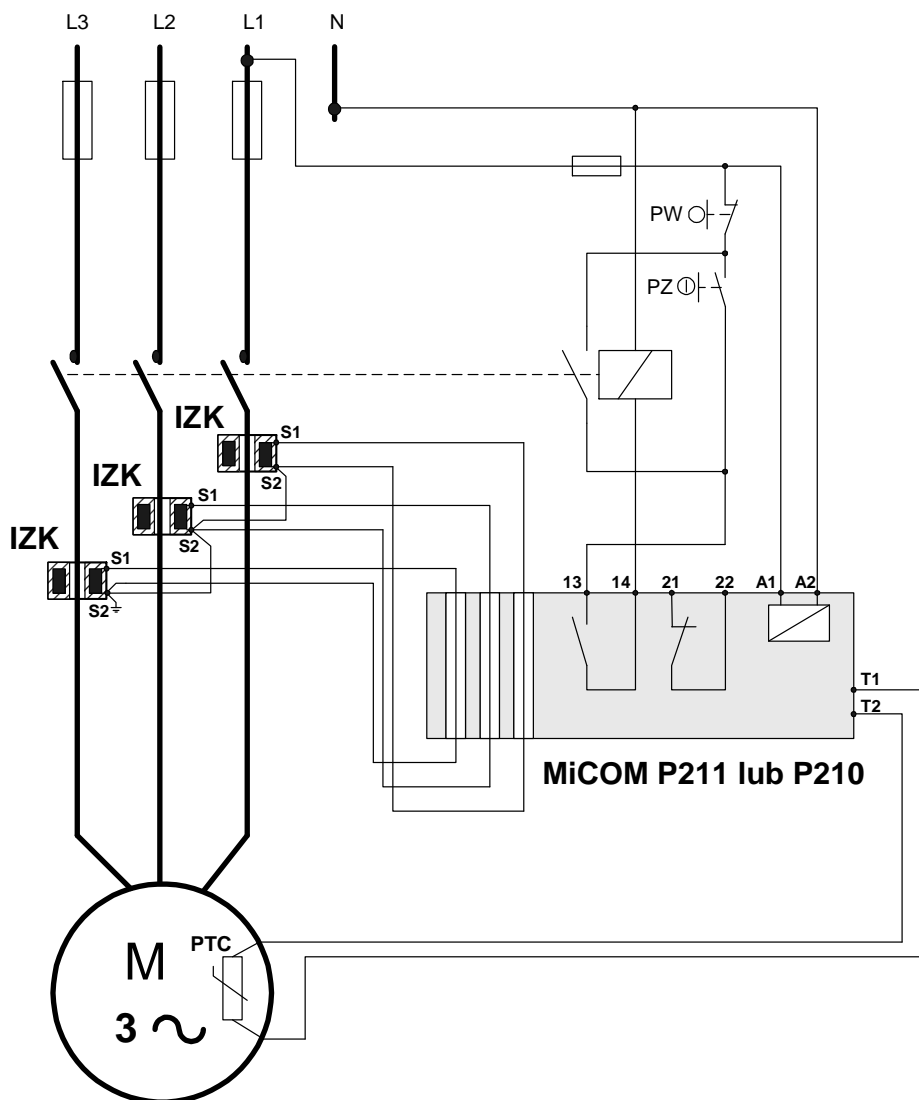 L3 L2 L1 N
PW
PZ
IZK S1
S2
IZK S1
S2
IZK S1
S2
13 14 21 22 A1 A2
T1
T2
MiCOM P211 lub P210
PTC
M
3 ~